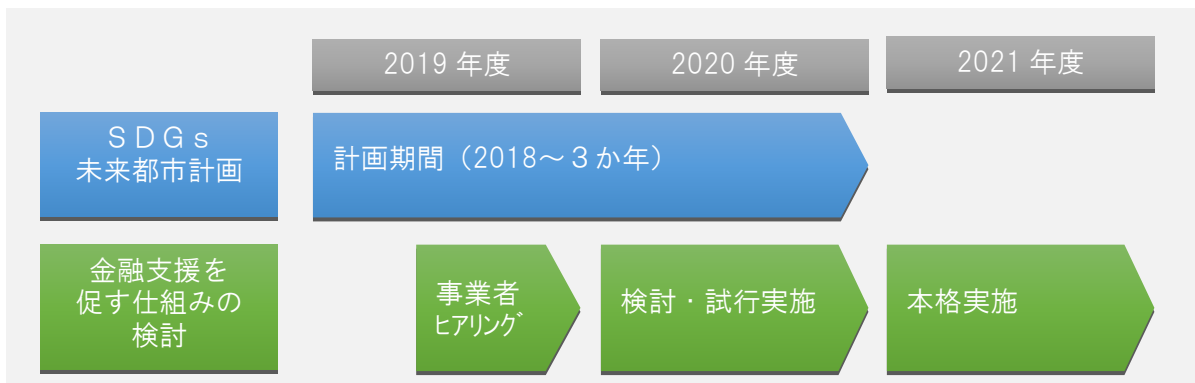 2019 年度
2020 年度
2021 年度
ＳＤＧｓ
未来都市計画
計画期間（2018～３か年）
金融支援を
促す仕組みの
検討
事業者
ﾋｱﾘﾝｸﾞ
検討・試行実施
本格実施